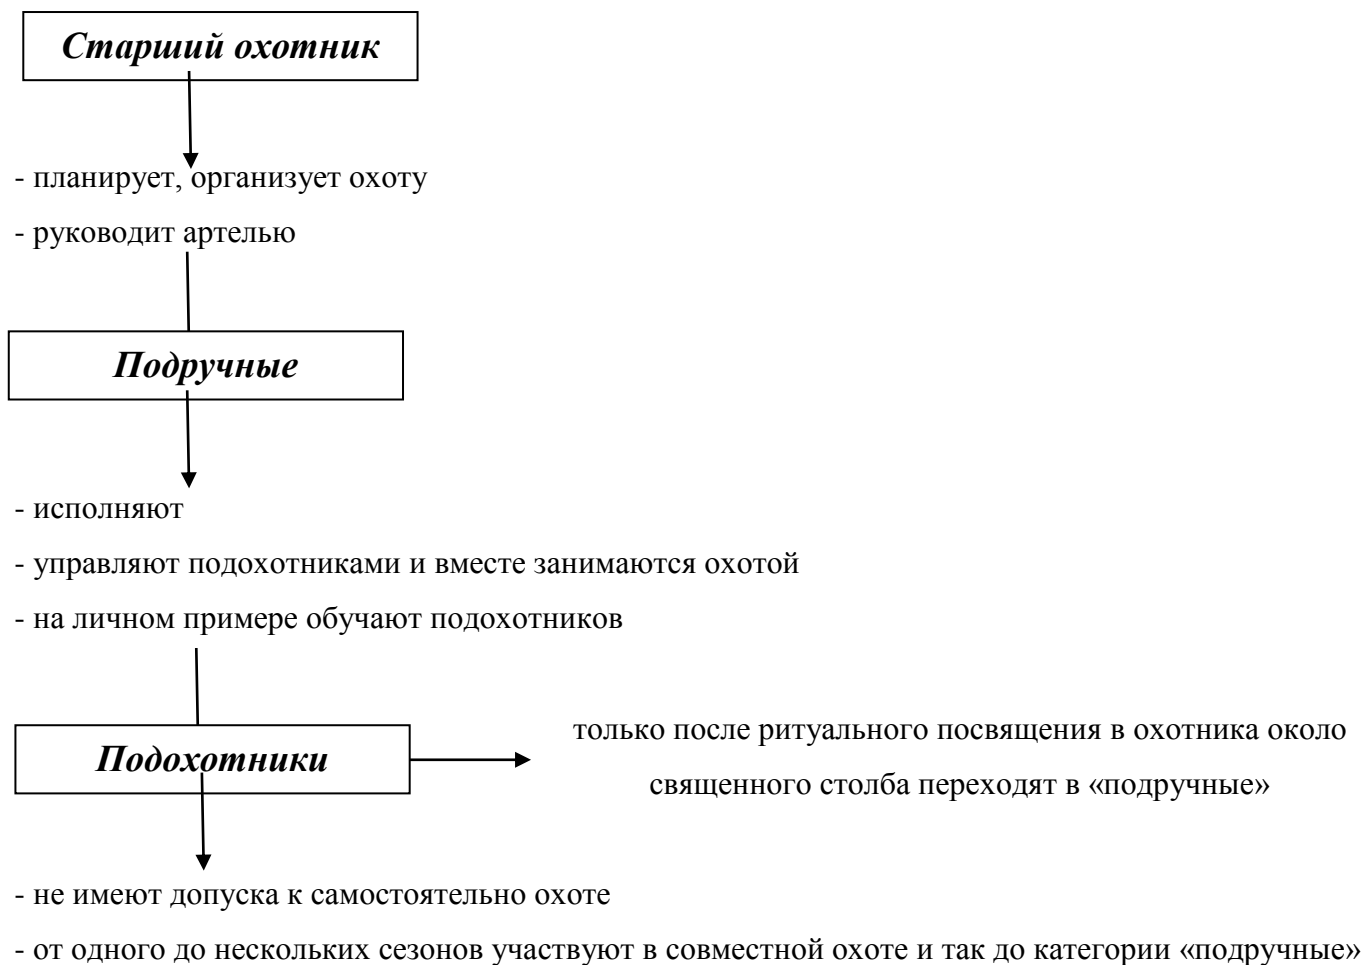 Старший охотник
- планирует, организует охоту
- руководит артелью
Подручные
- исполняют
- управляют подохотниками и вместе занимаются охотой
- на личном примере обучают подохотников
Подохотники
только после ритуального посвящения в охотника около
священного столба переходят в «подручные»
- не имеют допуска к самостоятельно охоте
- от одного до нескольких сезонов участвуют в совместной охоте и так до категории «подручные»